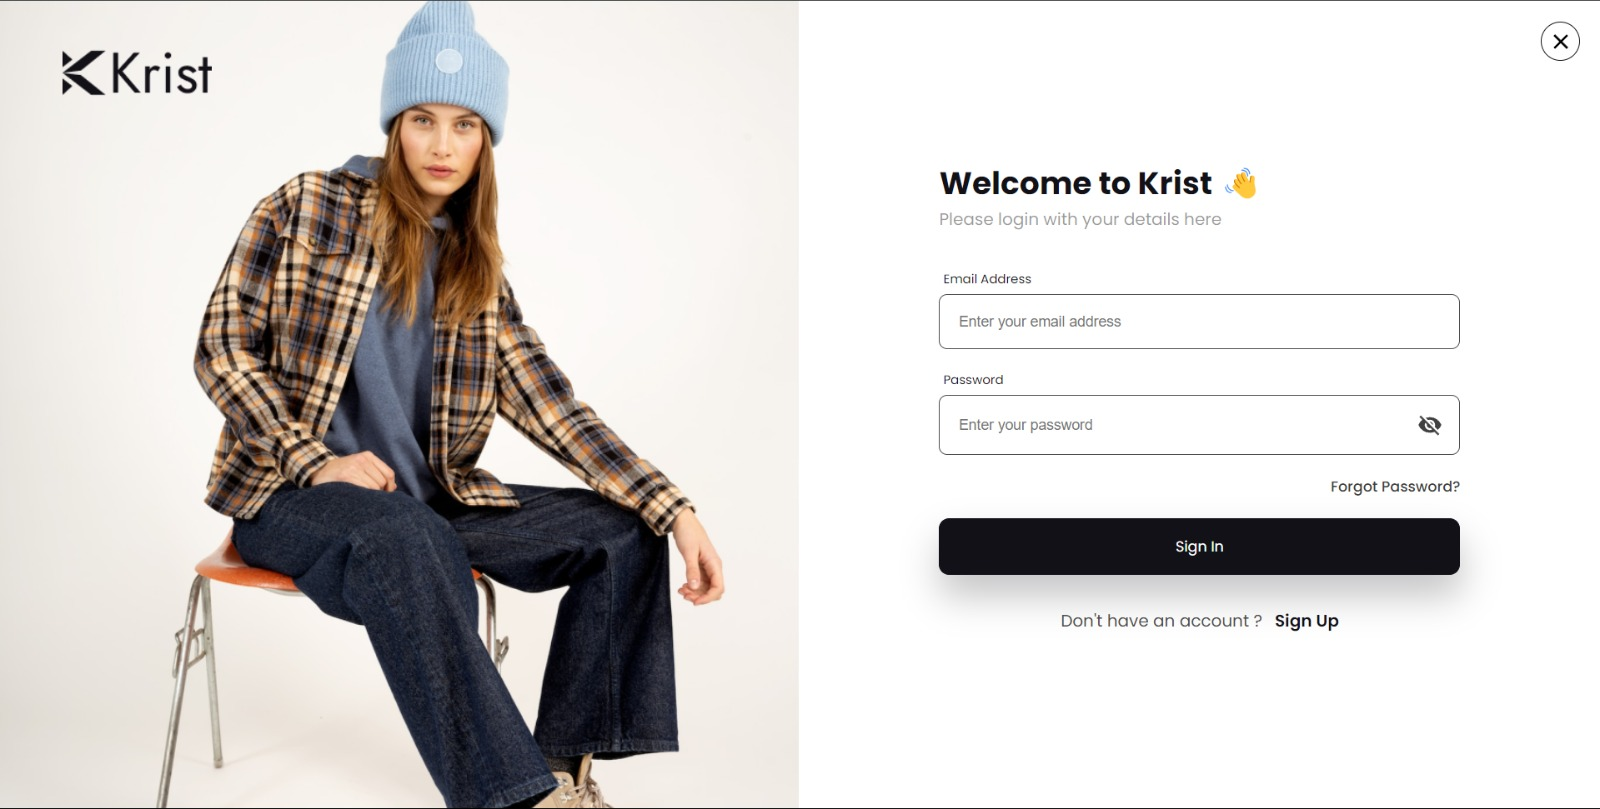 Krist
Welcome to Krist 👋
Please login with your details here
Email Address
Enter your email address
Password
Enter your password
Forgot Password?
Sign In
Don't have an account ? Sign Up